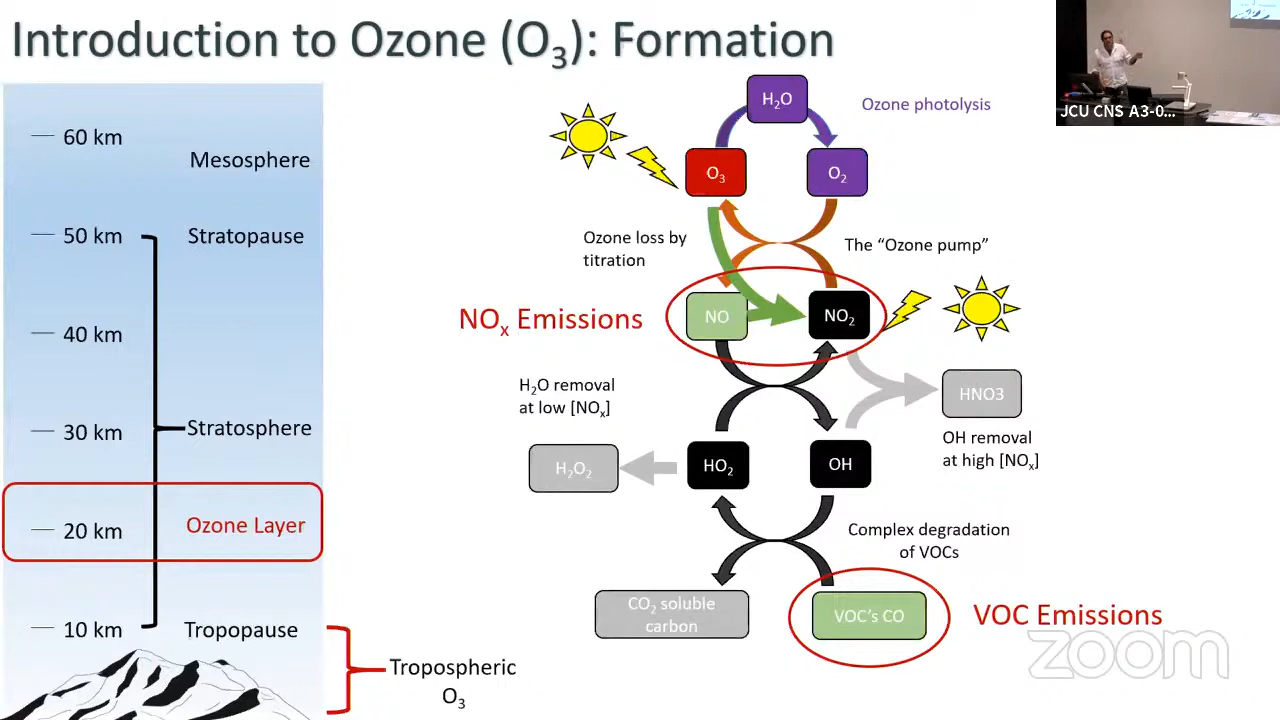 Introduction to Ozone (O₃): Formation
JCU CNS A3-0...
60 km
Mesosphere
50 km
Stratopause
40 km
30 km
Stratosphere
20 km
Ozone Layer
10 km
Tropopause
Tropospheric
O₃
H₂O
Ozone photolysis
O₃
O₂
Ozone loss by
titration
The “Ozone pump”
NOₓ Emissions
NO
NO₂
H₂O removal
at low [NOₓ]
HNO3
OH removal
at high [NOₓ]
H₂O₂
HO₂
OH
Complex degradation
of VOCs
CO₂ soluble
carbon
VOC’s CO
VOC Emissions
zoom